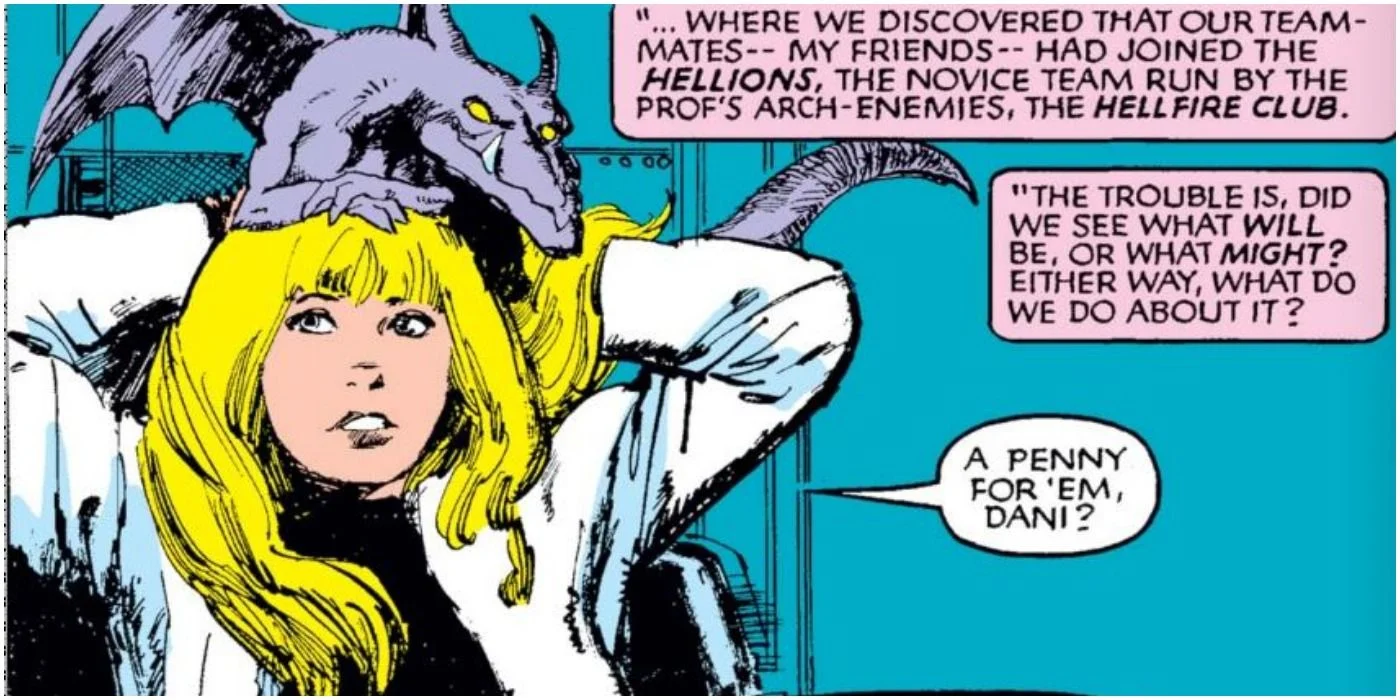 "... WHERE WE DISCOVERED THAT OUR TEAM-
MATES-- MY FRIENDS-- HAD JOINED THE
HELLIONS, THE NOVICE TEAM RUN BY THE
PROF'S ARCH-ENEMIES, THE HELLFIRE CLUB.
"THE TROUBLE IS, DID
WE SEE WHAT WILL
BE, OR WHAT MIGHT?
EITHER WAY, WHAT DO
WE DO ABOUT IT?
A PENNY
FOR 'EM,
DANI?